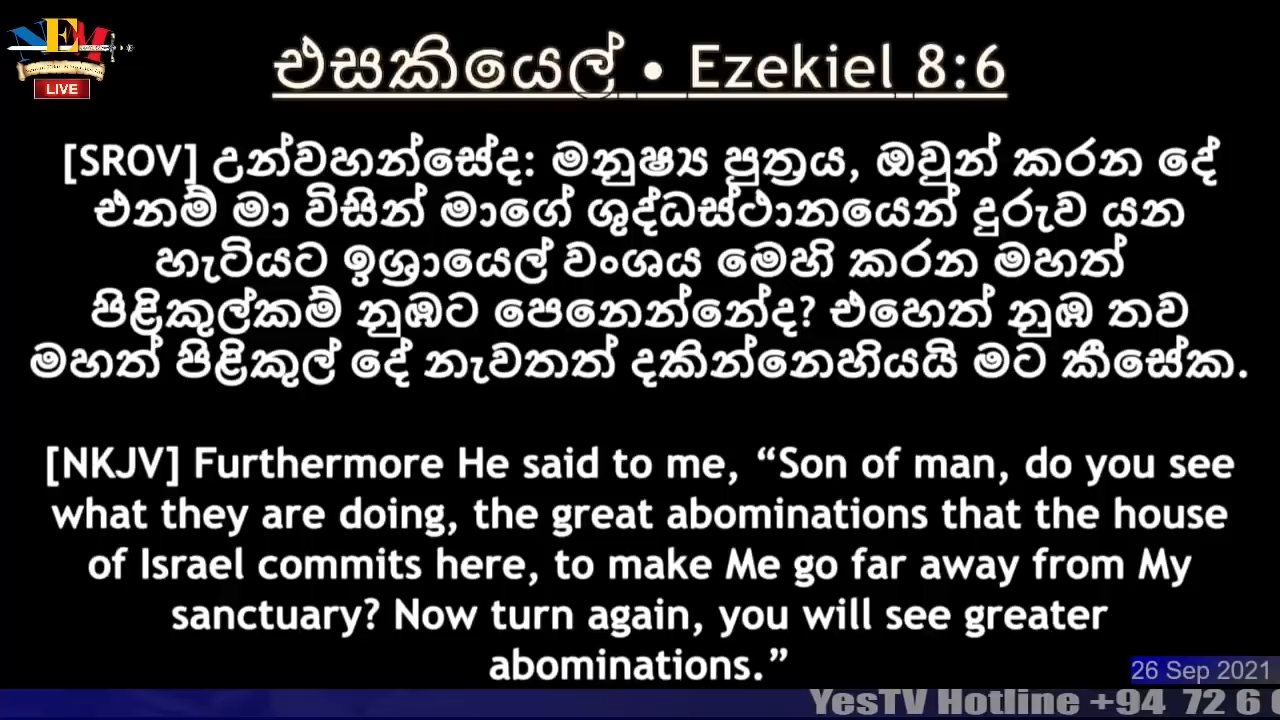 NEM
LIVE
එසකියෙල් • Ezekiel 8:6
[SROV] උන්වහන්සේද: මනුෂ්‍ය පුත්‍රය, ඔවුන් කරන දේ
එනම් මා විසින් මාගේ ශුද්ධස්ථානයෙන් දුරුව යන
හැටියට ඉශ්‍රායෙල් වංශය මෙහි කරන මහත්
පිළිකුල්කම් නුඹට පෙනෙන්නේද? එහෙත් නුඹ තව
මහත් පිළිකුල් දේ නැවතත් දකින්නෙහියයි මට කීසේක.
[NKJV] Furthermore He said to me, “Son of man, do you see
what they are doing, the great abominations that the house
of Israel commits here, to make Me go far away from My
sanctuary? Now turn again, you will see greater
abominations.”
26 Sep 2021
YesTV Hotline +94 72 6